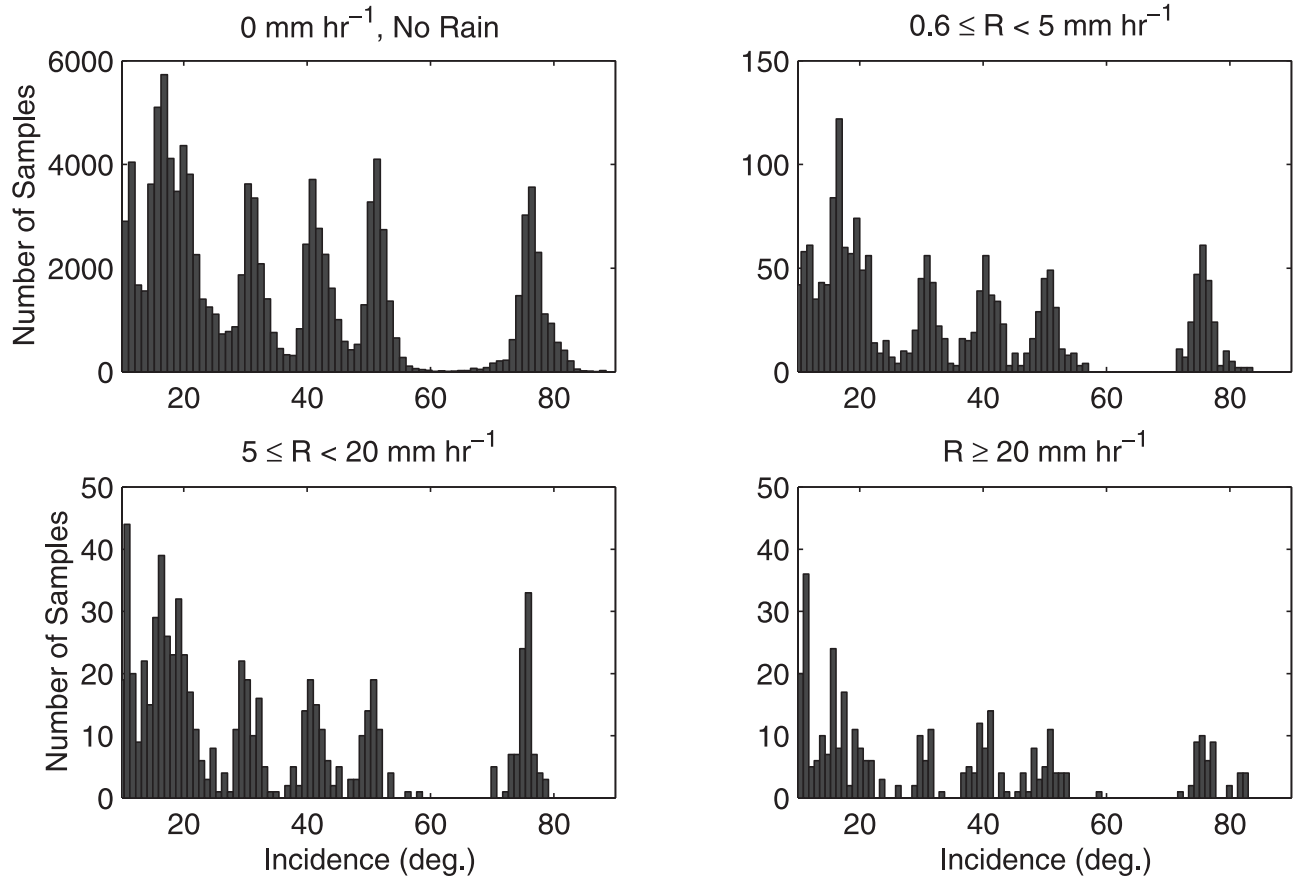 0 mm hr⁻¹, No Rain
Number of Samples
6000
4000
2000
0
20 40 60 80
0.6 ≤ R < 5 mm hr⁻¹
150
100
50
0
20 40 60 80
5 ≤ R < 20 mm hr⁻¹
Number of Samples
50
40
30
20
10
0
20 40 60 80
Incidence (deg.)
R ≥ 20 mm hr⁻¹
50
40
30
20
10
0
20 40 60 80
Incidence (deg.)